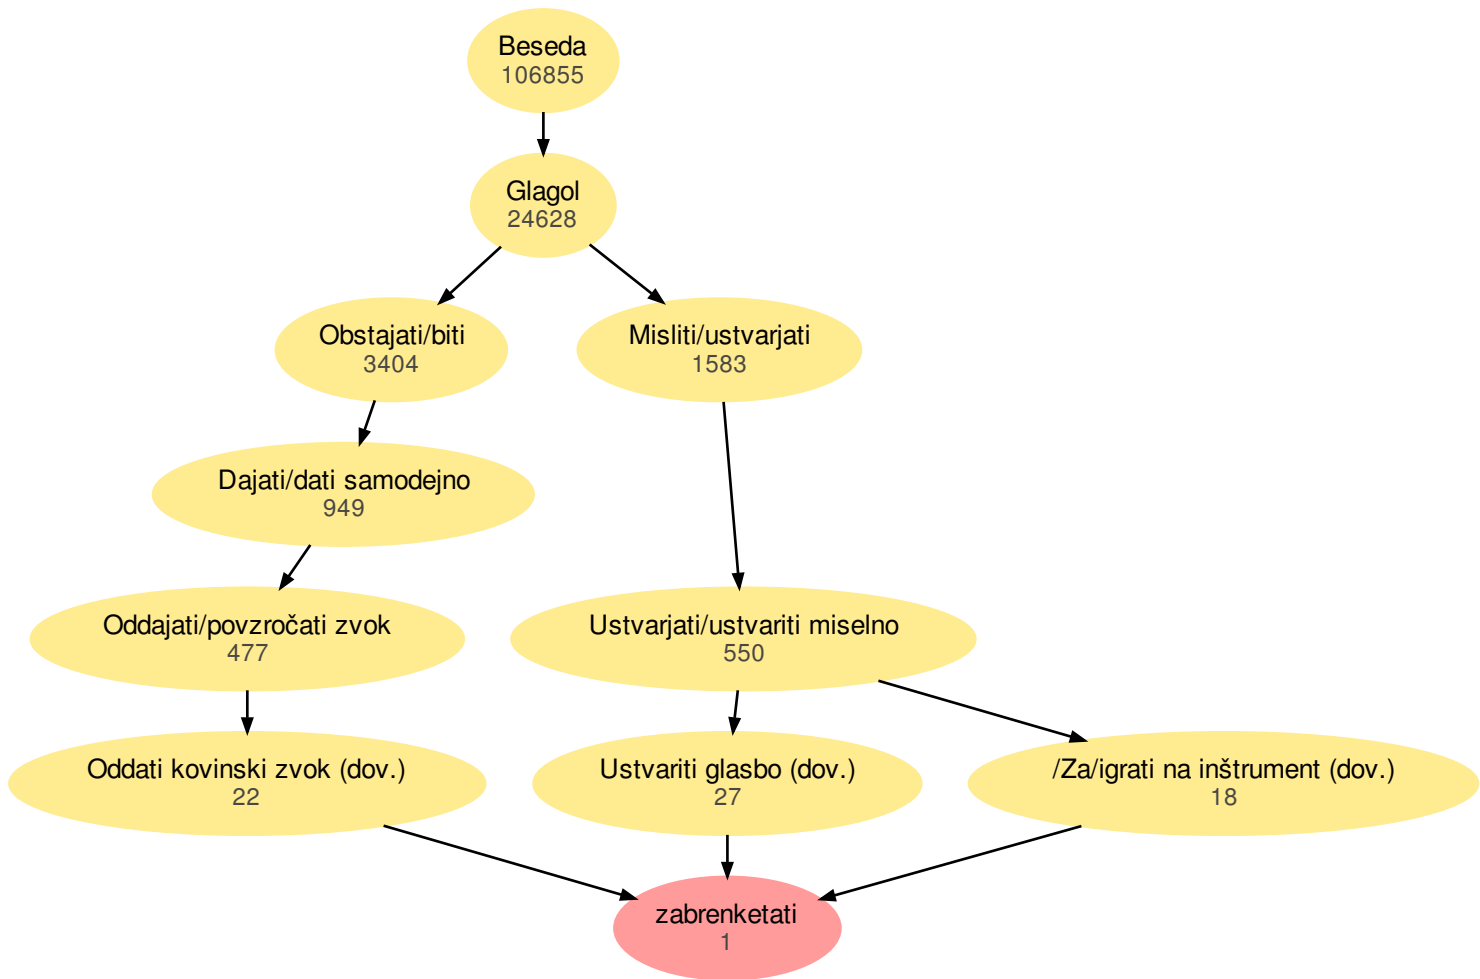 Beseda
106855
Glagol
24628
Obstajati/biti
3404
Misliti/ustvarjati
1583
Dajati/dati samodejno
949
Oddajati/povzročati zvok
477
Ustvarjati/ustvariti miselno
550
Oddati kovinski zvok (dov.)
22
Ustvariti glasbo (dov.)
27
/Za/igrati na inštrument (dov.)
18
zabrenketati
1